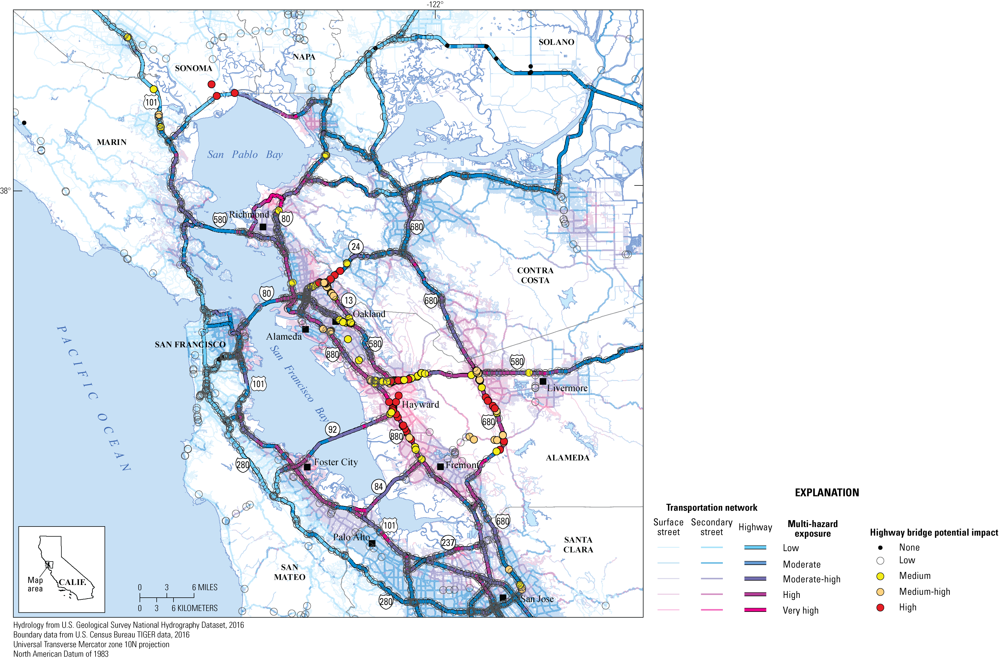 -122°
SOLANO
NAPA
SONOMA
101
MARIN
San Pablo Bay
38°
580
Richmond
80
680
24
CONTRA
COSTA
80
13
680
Oakland
Alameda
SAN FRANCISCO
880
580
580
101
Livermore
San Francisco Bay
PACIFIC OCEAN
Hayward
680
92
880
280
Foster City
Fremont
ALAMEDA
84
101
680
Palo Alto
237
SANTA
CLARA
SAN
MATEO
280
San Jose
Map
area
CALIF.
0 3 6 MILES
0 3 6 KILOMETERS
EXPLANATION
Transportation network
Surface
street
Secondary
street
Highway
Multi-hazard
exposure
Low
Moderate
Moderate-high
High
Very high
Highway bridge potential impact
None
Low
Medium
Medium-high
High
Hydrology from U.S. Geological Survey National Hydrography Dataset, 2016
Boundary data from U.S. Census Bureau TIGER data, 2016
Universal Transverse Mercator zone 10N projection
North American Datum of 1983